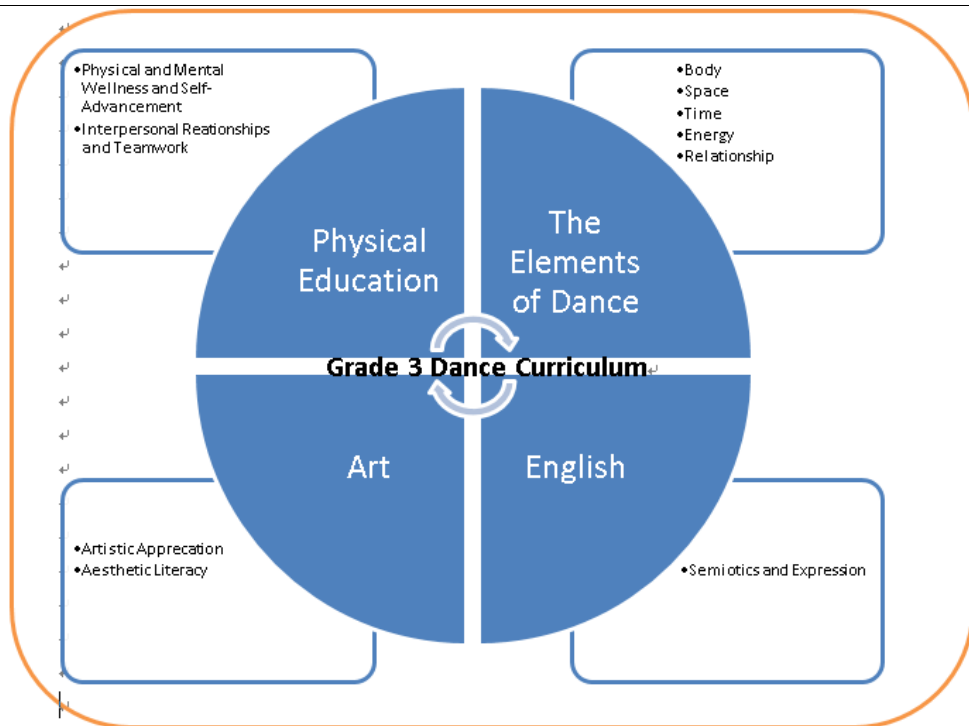 •Physical and Mental
Wellness and Self-
Advancement
•Interpersonal Reationships
and Teamwork
•Body
•Space
•Time
•Energy
•Relationship
Physical
Education
The
Elements
of Dance
Grade 3 Dance Curriculum
Art
English
•Artistic Apprecation
•Aesthetic Literacy
•Semiotics and Expression